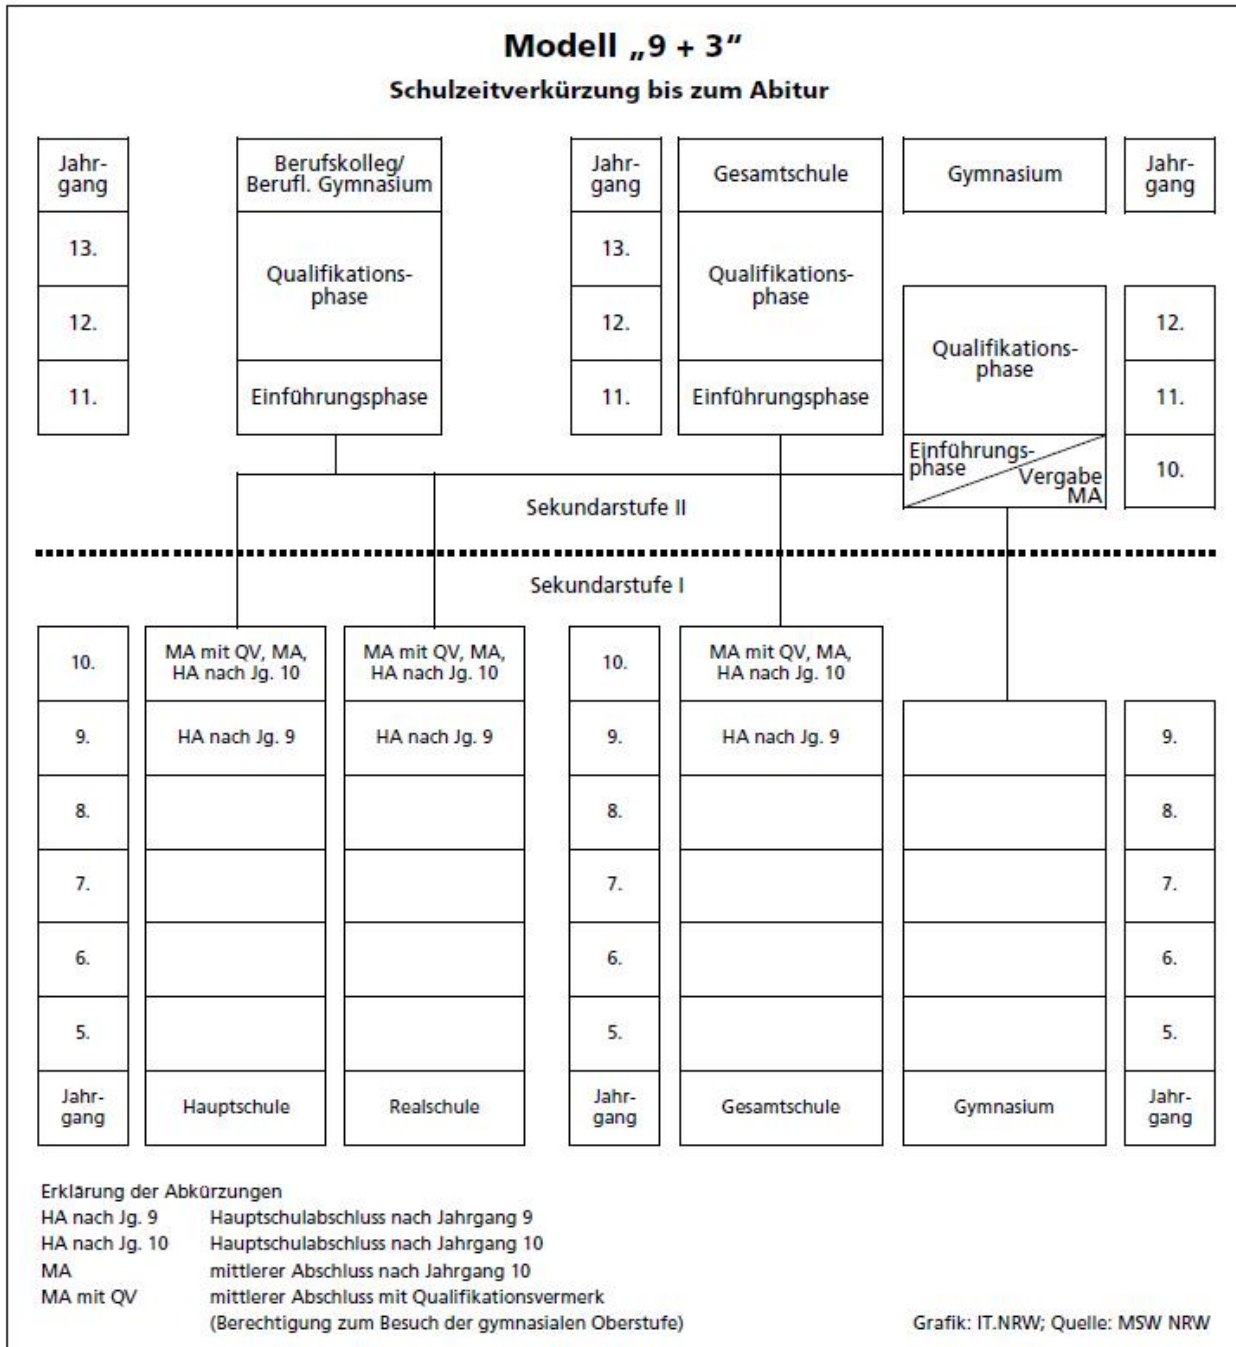 Modell „9 + 3“
Schulzeitverkürzung bis zum Abitur
Jahr-
gang
Berufskolleg/
Berufl. Gymnasium
Jahr-
gang
Gesamtschule
Gymnasium
Jahr-
gang
13.
Qualifikations-
phase
13.
Qualifikations-
phase
12.
12.
Qualifikations-
phase
12.
11.
Einführungsphase
11.
Einführungsphase
11.
Einführungs-
phase
Vergabe
MA
10.
Sekundarstufe II
Sekundarstufe I
10.
MA mit QV, MA,
HA nach Jg. 10
MA mit QV, MA,
HA nach Jg. 10
10.
MA mit QV, MA,
HA nach Jg. 10
9.
HA nach Jg. 9
HA nach Jg. 9
9.
HA nach Jg. 9
9.
8.
8.
8.
7.
7.
7.
6.
6.
6.
5.
5.
5.
Jahr-
gang
Hauptschule
Realschule
Jahr-
gang
Gesamtschule
Gymnasium
Jahr-
gang
Erklärung der Abkürzungen
HA nach Jg. 9 Hauptschulabschluss nach Jahrgang 9
HA nach Jg. 10 Hauptschulabschluss nach Jahrgang 10
MA mittlerer Abschluss nach Jahrgang 10
MA mit QV mittlerer Abschluss mit Qualifikationsvermerk
(Berechtigung zum Besuch der gymnasialen Oberstufe)
Grafik: IT.NRW; Quelle: MSW NRW